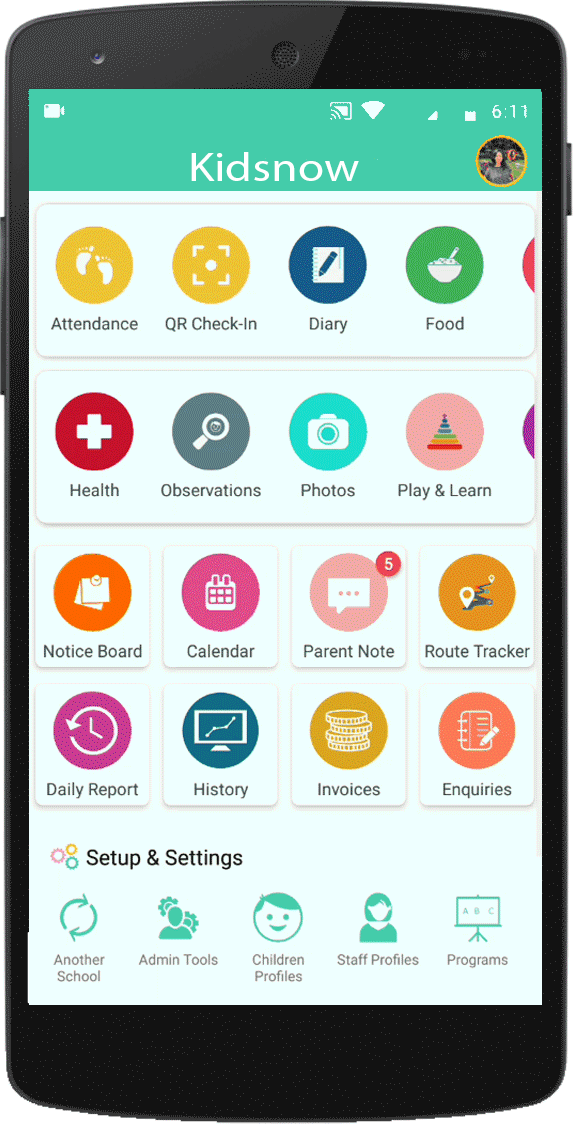 6:11
Kidsnow
Attendance QR Check-In Diary Food
Health Observations Photos Play & Learn
5
Notice Board Calendar Parent Note Route Tracker
Daily Report History Invoices Enquiries
Setup & Settings
A B C
Another School
Admin Tools
Children Profiles
Staff Profiles
Programs